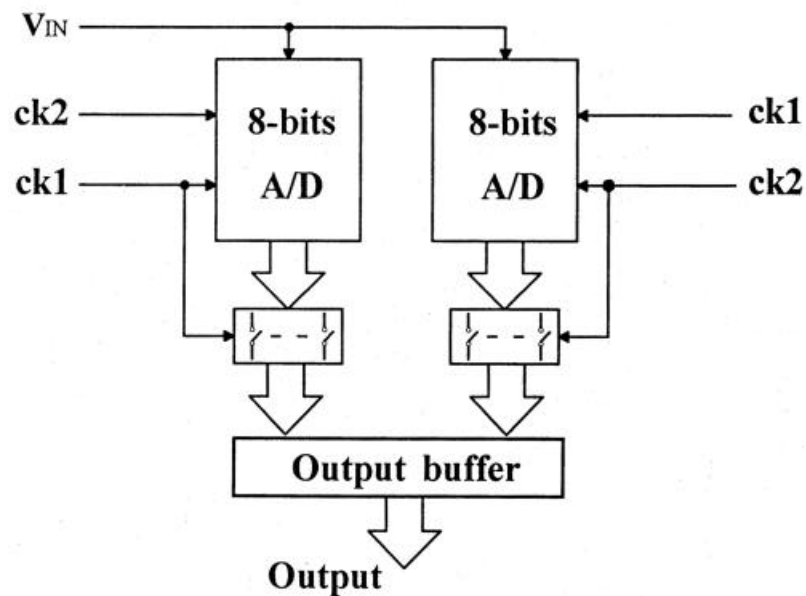 VIN
ck2
8-bits
A/D
ck1
8-bits
A/D
ck1
ck2
Output buffer
Output